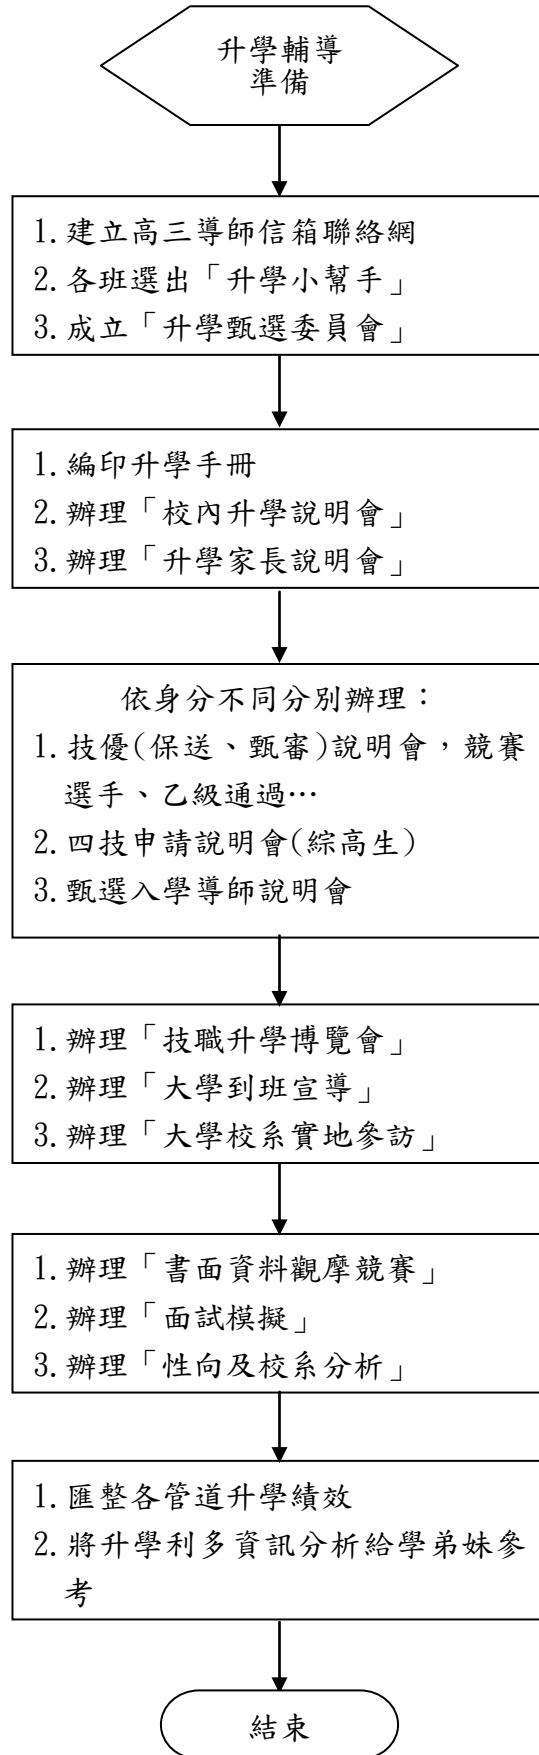 升學輔導
準備
1.建立高三導師信箱聯絡網
2.各班選出「升學小幫手」
3.成立「升學甄選委員會」
1.編印升學手冊
2.辦理「校內升學說明會」
3.辦理「升學家長說明會」
依身分不同分別辦理：
1.技優(保送、甄審)說明會，競賽
選手、乙級通過…
2.四技申請說明會(綜高生)
3.甄選入學導師說明會
1.辦理「技職升學博覽會」
2.辦理「大學到班宣導」
3.辦理「大學校系實地參訪」
1.辦理「書面資料觀摩競賽」
2.辦理「面試模擬」
3.辦理「性向及校系分析」
1.匯整各管道升學績效
2.將升學利多資訊分析給學弟妹參
考
結束